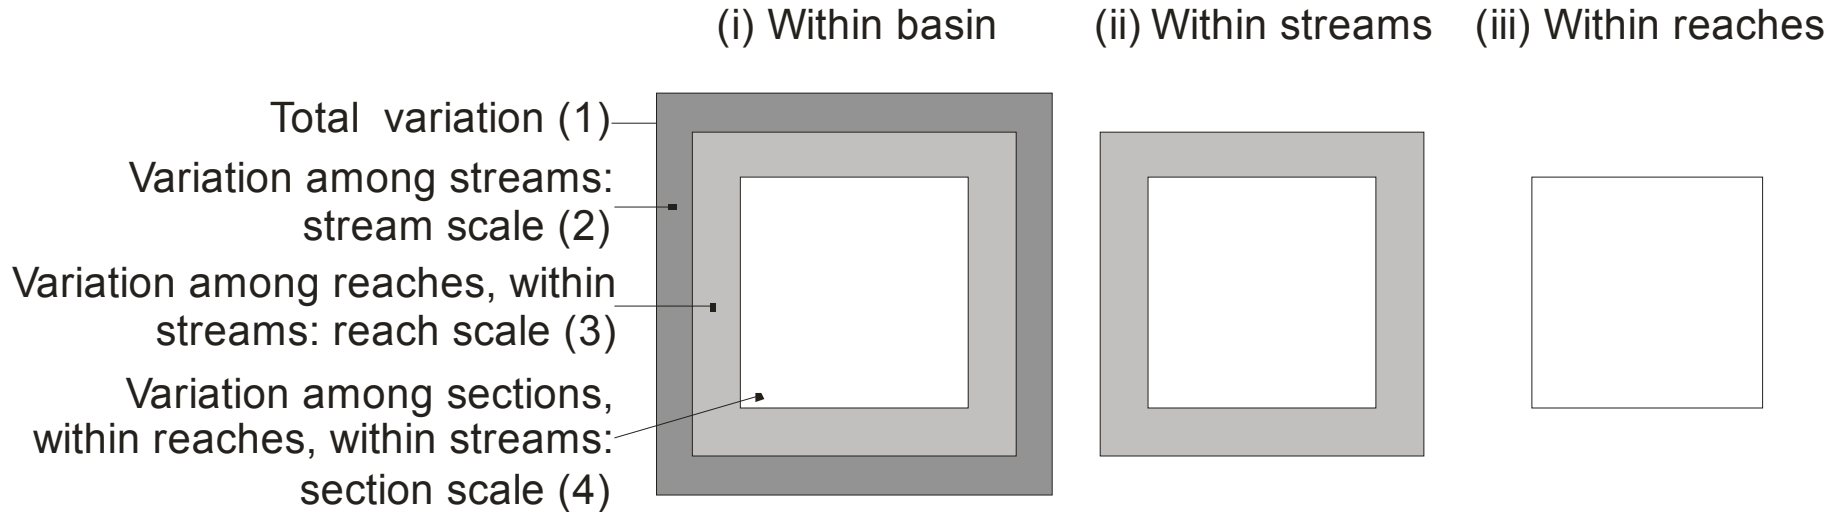 (i) Within basin
(ii) Within streams
(iii) Within reaches
Total variation (1)
Variation among streams:
stream scale (2)
Variation among reaches, within
streams: reach scale (3)
Variation among sections,
within reaches, within streams:
section scale (4)